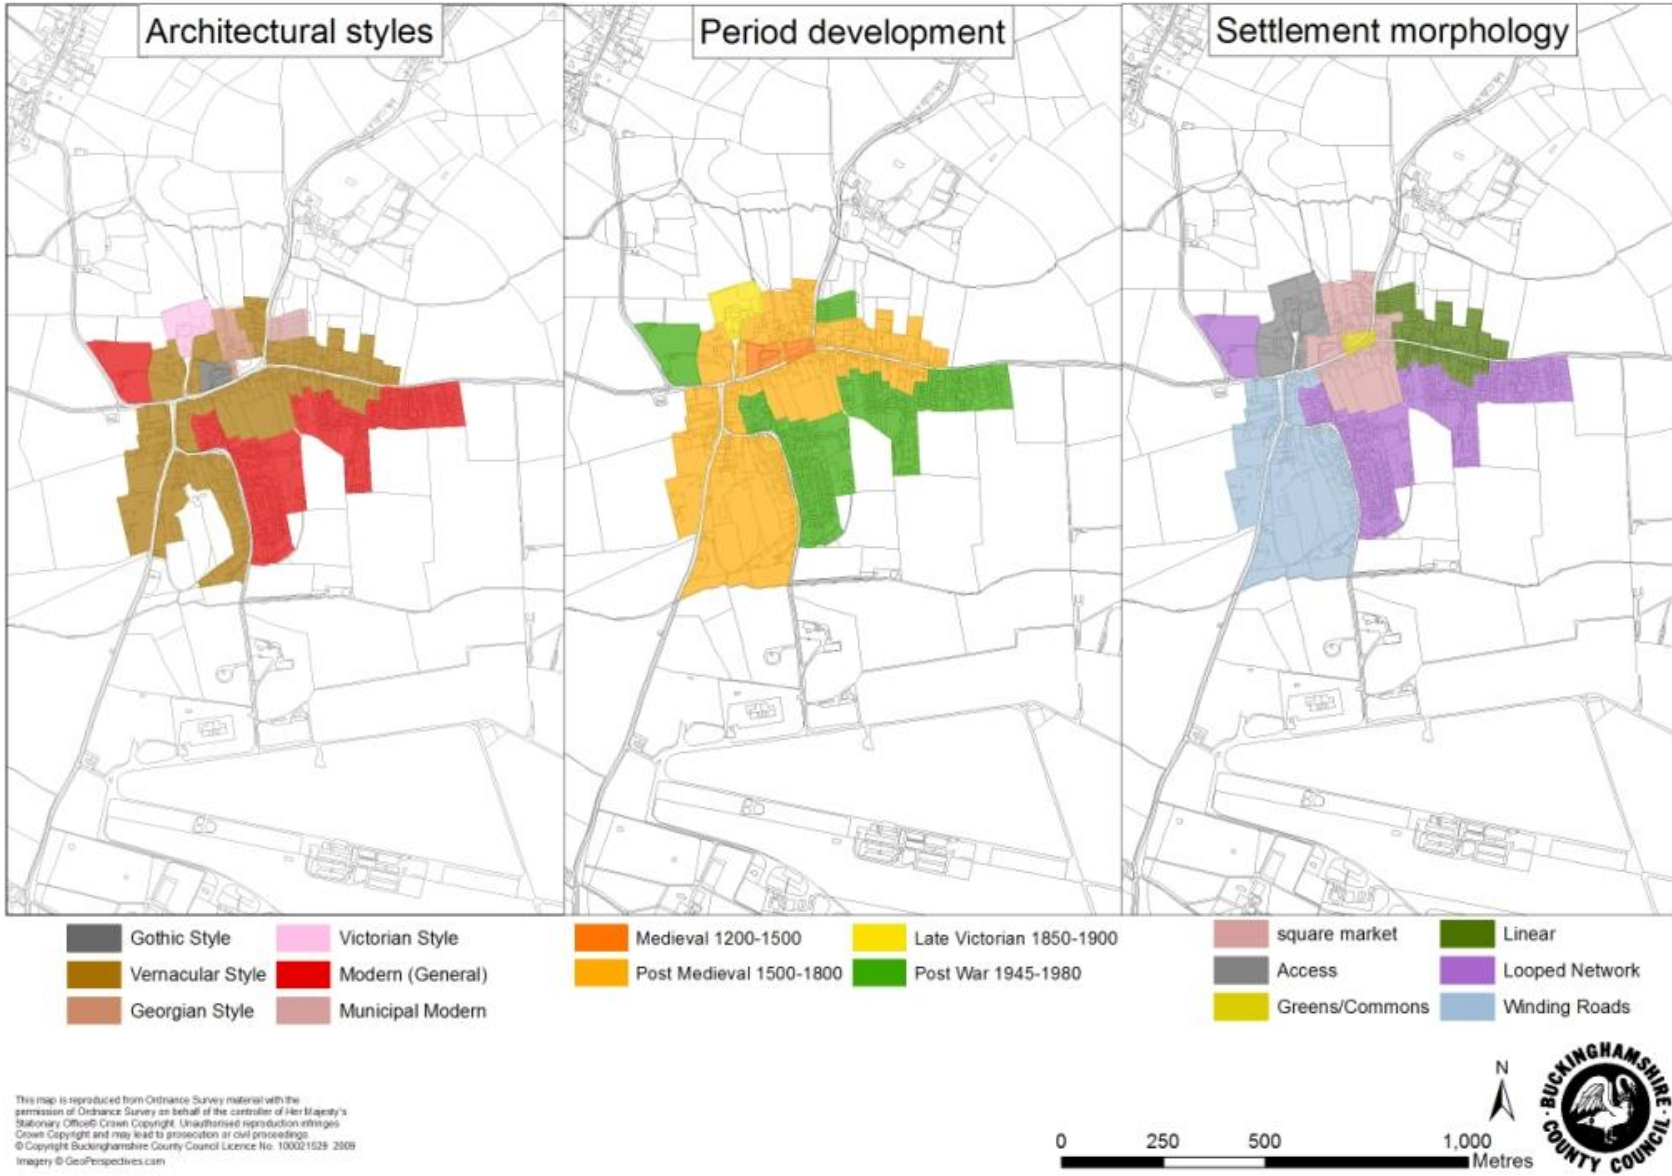 Architectural styles
Period development
Settlement morphology
Gothic Style
Vernacular Style
Georgian Style
Victorian Style
Modern (General)
Municipal Modern
Medieval 1200-1500
Post Medieval 1500-1800
Late Victorian 1850-1900
Post War 1945-1980
square market
Access
Greens/Commons
Linear
Looped Network
Winding Roads
This map is reproduced from Ordnance Survey material with the
permission of Ordnance Survey on behalf of the controller of Her Majesty's
Stationary Office© Crown Copyright. Unauthorised reproduction infringes
Crown Copyright and may lead to prosecution or civil proceedings.
© Copyright Buckinghamshire County Council Licence No. 100021529 2009
Imagery © GeoPerspectives.com
N
0 250 500 1,000
Metres
BUCKINGHAMSHIRE
COUNTY COUNCIL